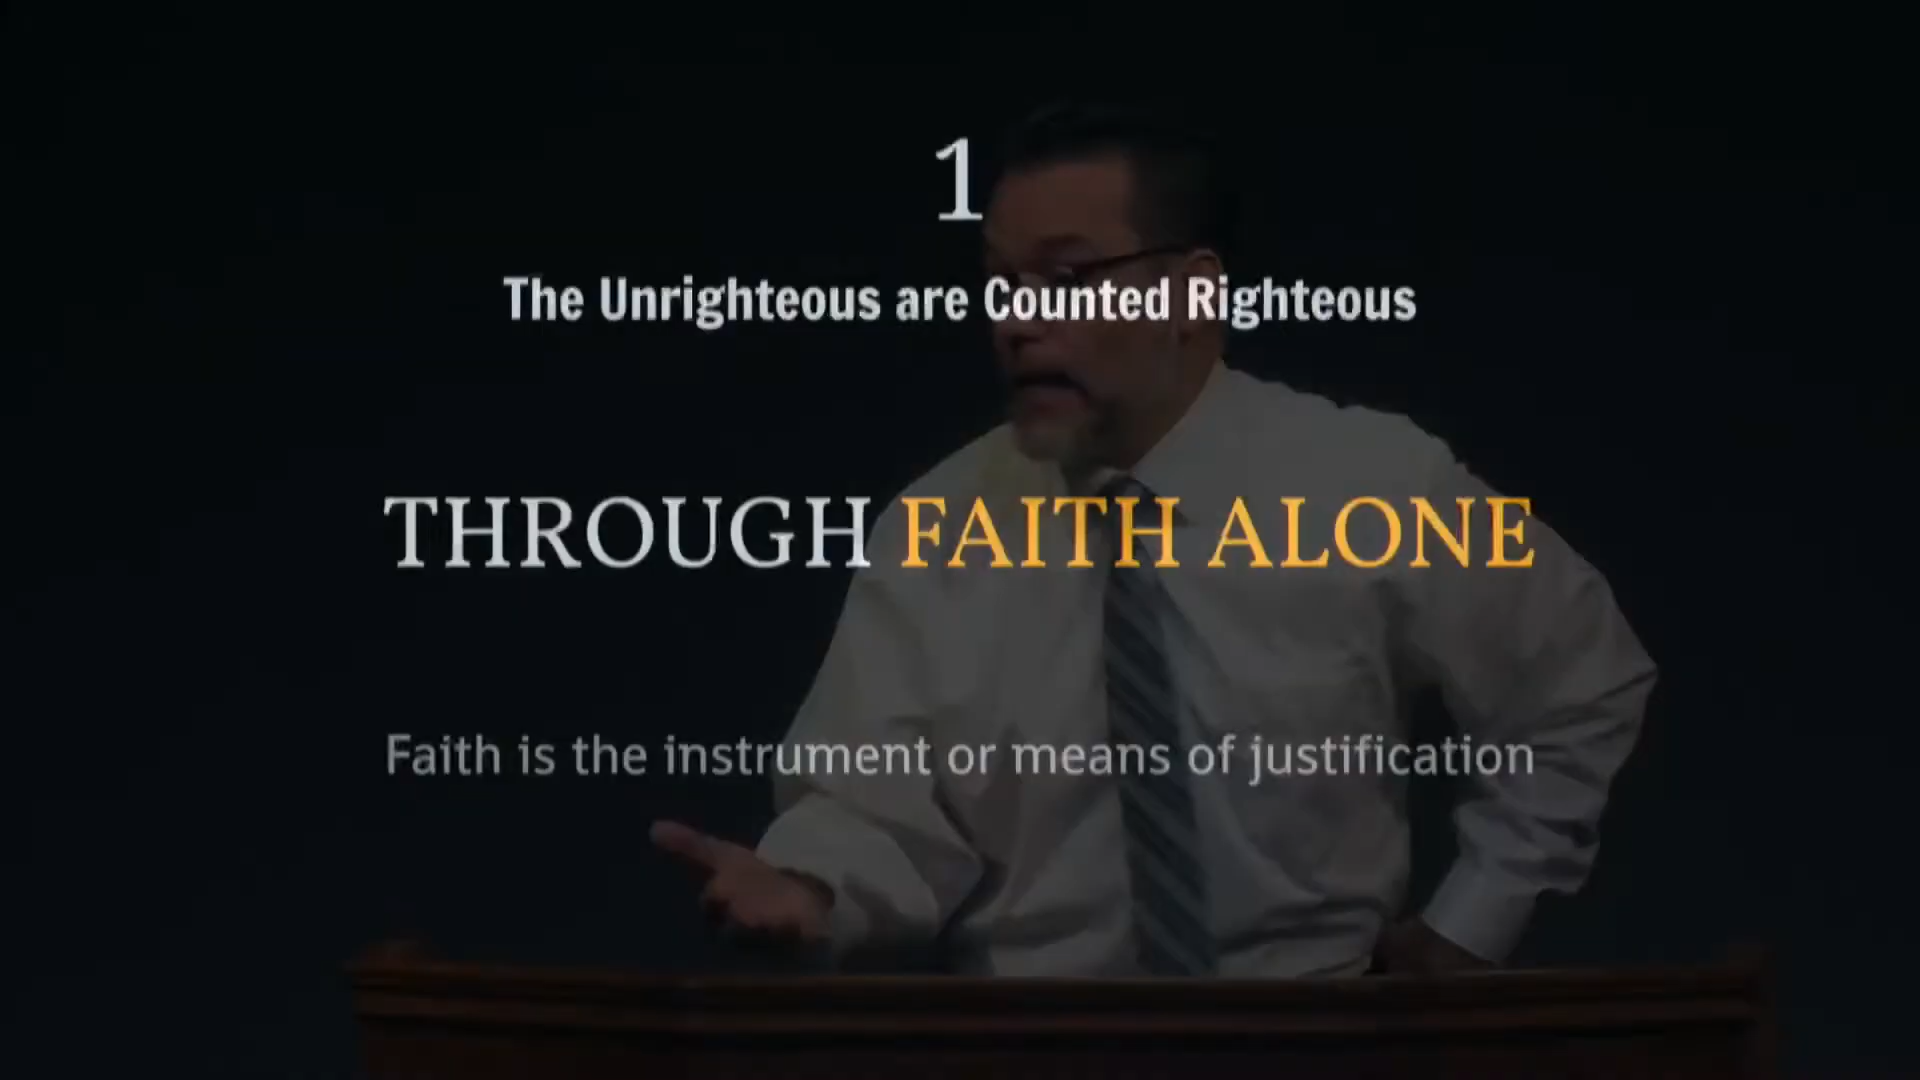 1
The Unrighteous are Counted Righteous
THROUGH FAITH ALONE
Faith is the instrument or means of justification